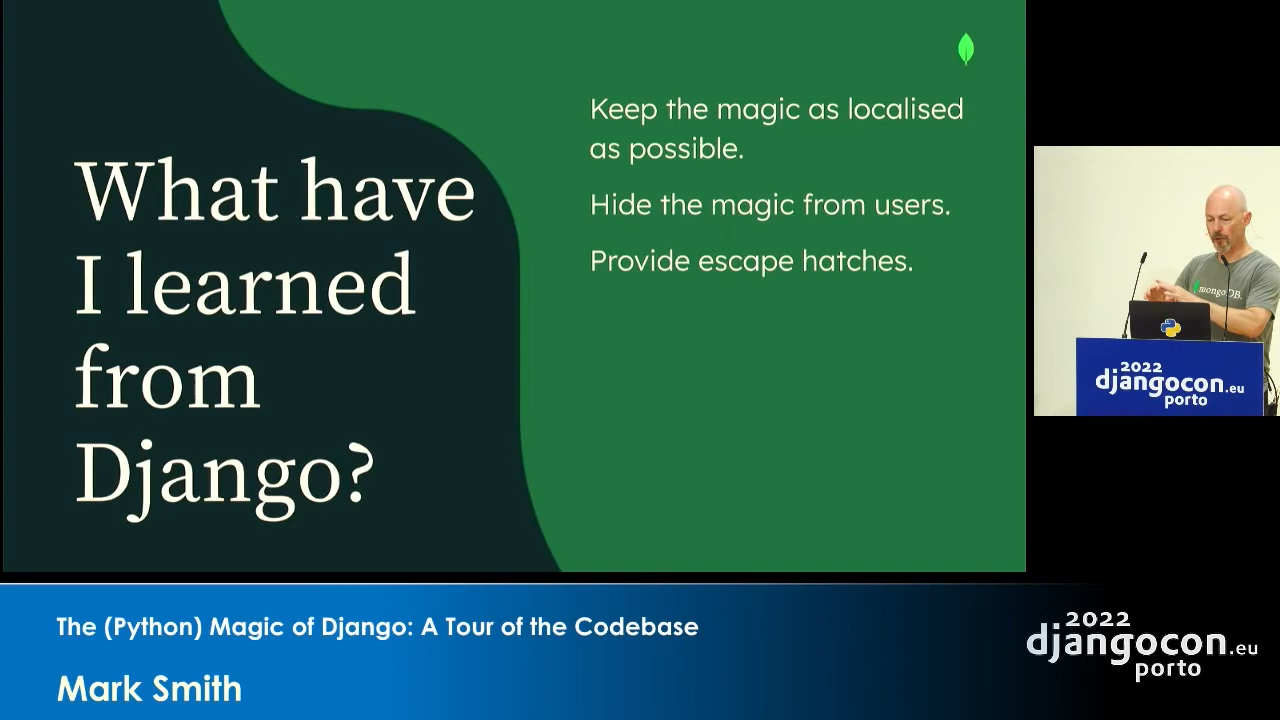 What have
I learned
from
Django?
Keep the magic as localised
as possible.
Hide the magic from users.
Provide escape hatches.
mongoDB.
2022
djangocon.eu
porto
The (Python) Magic of Django: A Tour of the Codebase
Mark Smith
2022
djangocon.eu
porto